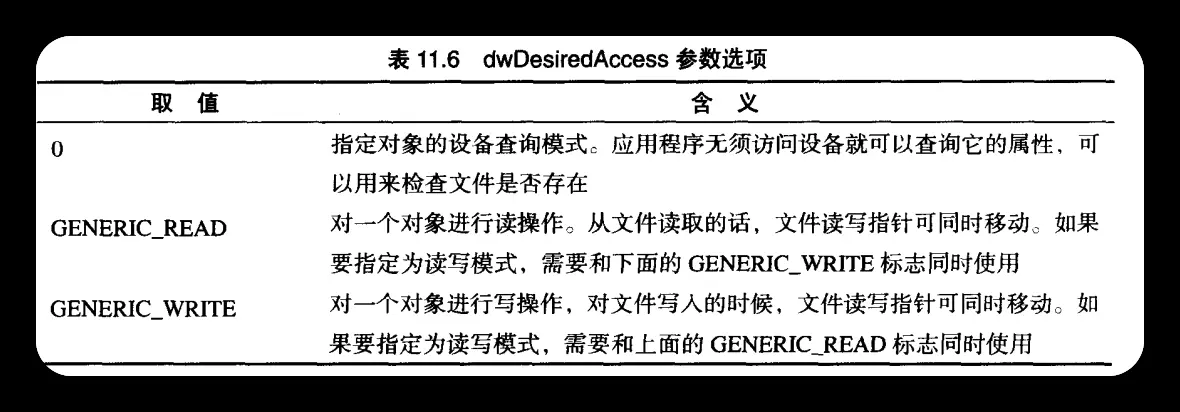 表 11.6 dwDesiredAccess 参数选项
取 值 含 义
0 指定对象的设备查询模式。应用程序无须访问设备就可以查询它的属性，可
以用来检查文件是否存在
GENERIC_READ 对一个对象进行读操作。从文件读取的话，文件读写指针可同时移动。如果
要指定为读写模式，需要和下面的 GENERIC_WRITE 标志同时使用
GENERIC_WRITE 对一个对象进行写操作，对文件写入的时候，文件读写指针可同时移动。如
果要指定为读写模式，需要和上面的 GENERIC_READ 标志同时使用